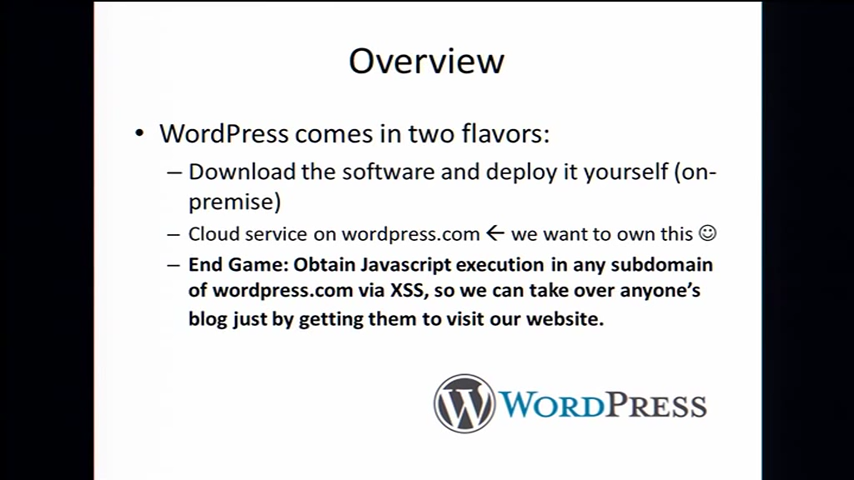 Overview
• WordPress comes in two flavors:
– Download the software and deploy it yourself (on-
premise)
– Cloud service on wordpress.com ← we want to own this ☺
– End Game: Obtain Javascript execution in any subdomain
of wordpress.com via XSS, so we can take over anyone's
blog just by getting them to visit our website.
WORDPRESS